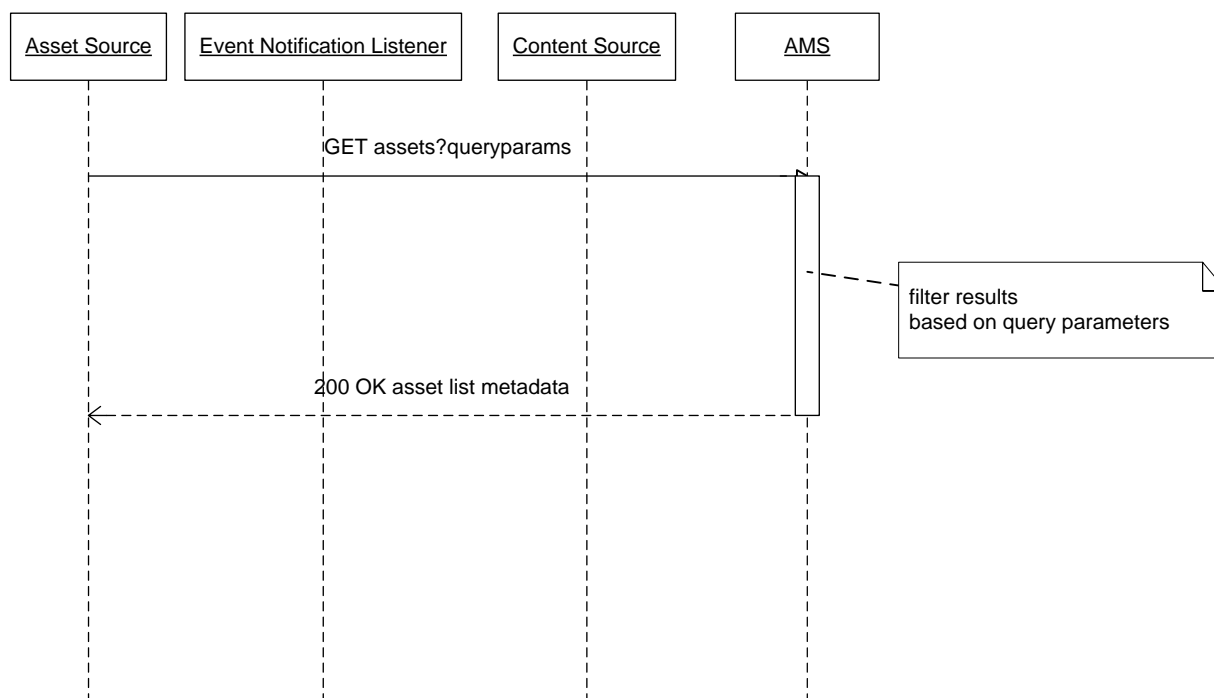 Asset Source
Event Notification Listener
Content Source
AMS
GET assets?queryparams
filter results
based on query parameters
200 OK asset list metadata